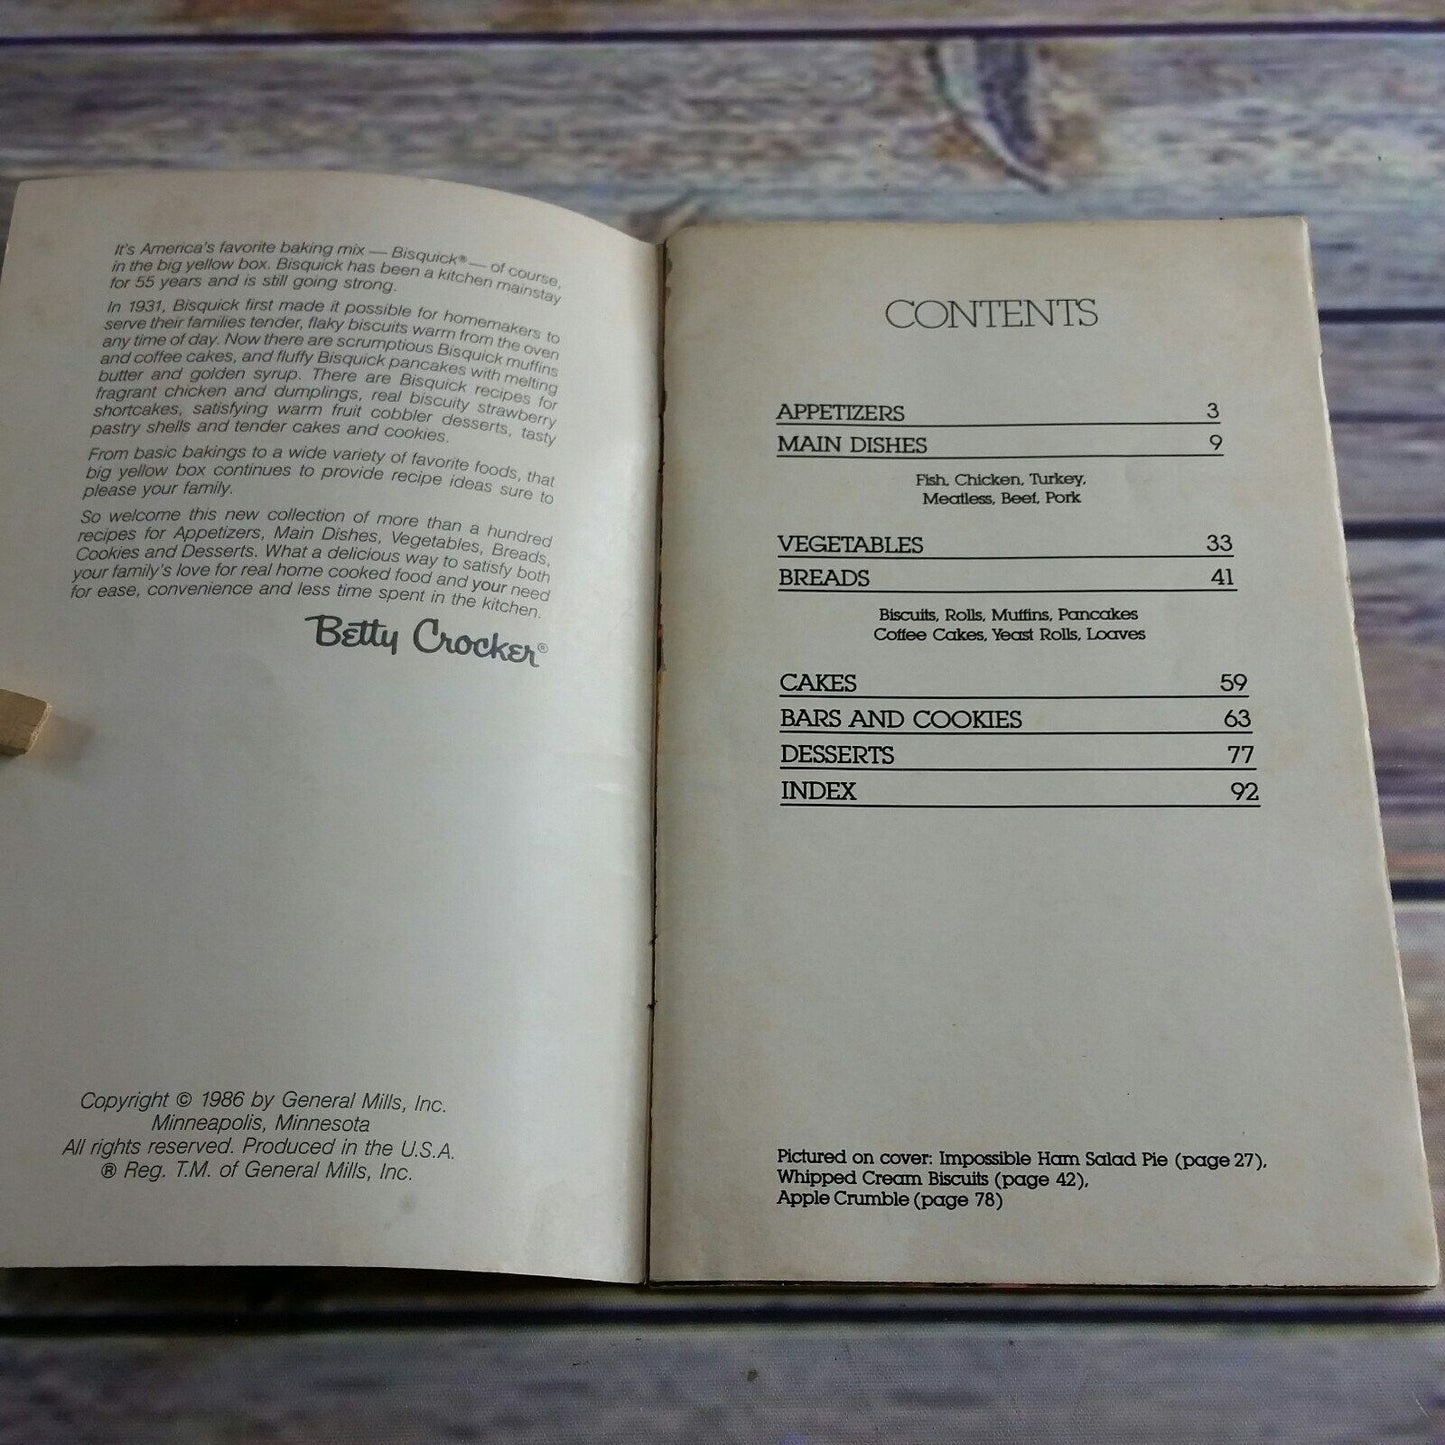 It's America's favorite baking mix — Bisquick® — of course,
in the big yellow box. Bisquick has been a kitchen mainstay
for 55 years and is still going strong.
In 1931, Bisquick first made it possible for homemakers to
serve their families tender, flaky biscuits warm from the oven
any time of day. Now there are scrumptious Bisquick muffins
and coffee cakes, and fluffy Bisquick pancakes with melting
butter and golden syrup. There are Bisquick recipes for
fragrant chicken and dumplings, real biscuity strawberry
shortcakes, satisfying warm fruit cobbler desserts, tasty
pastry shells and tender cakes and cookies.
From basic bakings to a wide variety of favorite foods, that
big yellow box continues to provide recipe ideas sure to
please your family.
So welcome this new collection of more than a hundred
recipes for Appetizers, Main Dishes, Vegetables, Breads,
Cookies and Desserts. What a delicious way to satisfy both
your family's love for real home cooked food and your need
for ease, convenience and less time spent in the kitchen.
Betty Crocker®
Copyright © 1986 by General Mills, Inc.
Minneapolis, Minnesota
All rights reserved. Produced in the U.S.A.
® Reg. T.M. of General Mills, Inc.
CONTENTS
APPETIZERS 3
MAIN DISHES 9
Fish, Chicken, Turkey,
Meatless, Beef, Pork
VEGETABLES 33
BREADS 41
Biscuits, Rolls, Muffins, Pancakes
Coffee Cakes, Yeast Rolls, Loaves
CAKES 59
BARS AND COOKIES 63
DESSERTS 77
INDEX 92
Pictured on cover: Impossible Ham Salad Pie (page 27),
Whipped Cream Biscuits (page 42),
Apple Crumble (page 78)